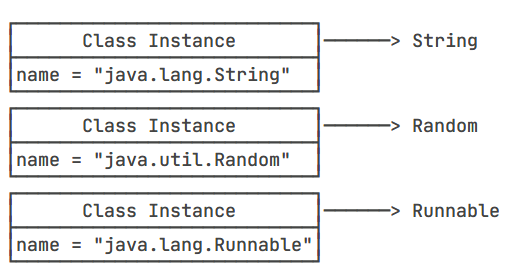 Class Instance String
name = "java.lang.String"
Class Instance Random
name = "java.util.Random"
Class Instance Runnable
name = "java.lang.Runnable"